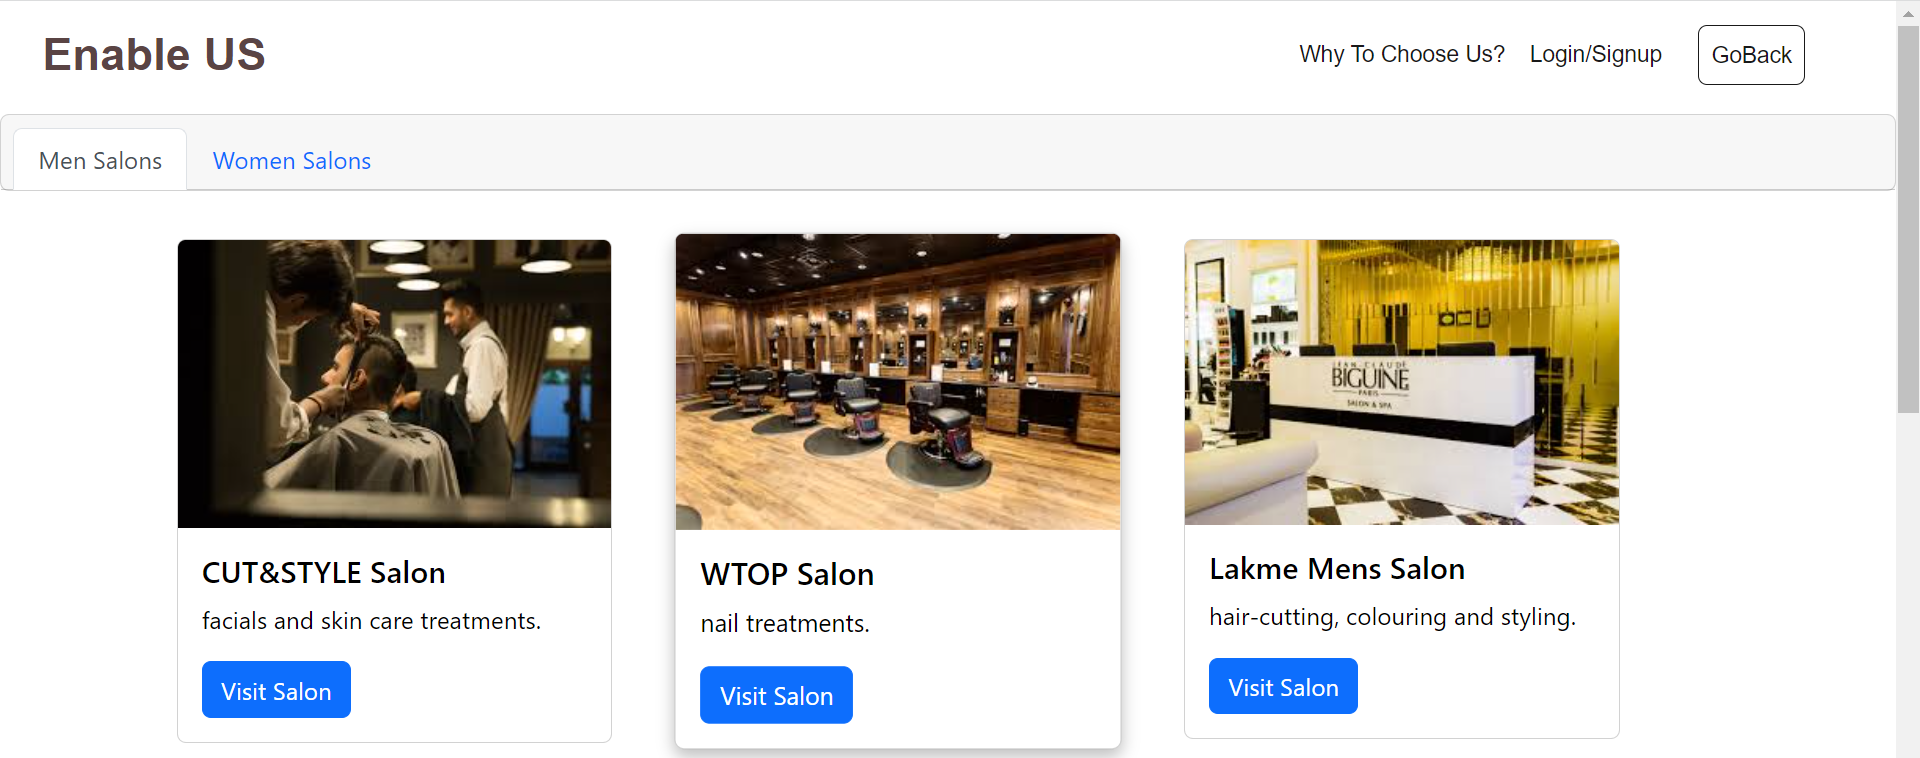 Enable US
Why To Choose Us?
Login/Signup
GoBack
Men Salons
Women Salons
JEAN CLAUDE
BIGUINE
PARIS
SALON & SPA
CUT&STYLE Salon
facials and skin care treatments.
Visit Salon
WTOP Salon
nail treatments.
Visit Salon
Lakme Mens Salon
hair-cutting, colouring and styling.
Visit Salon